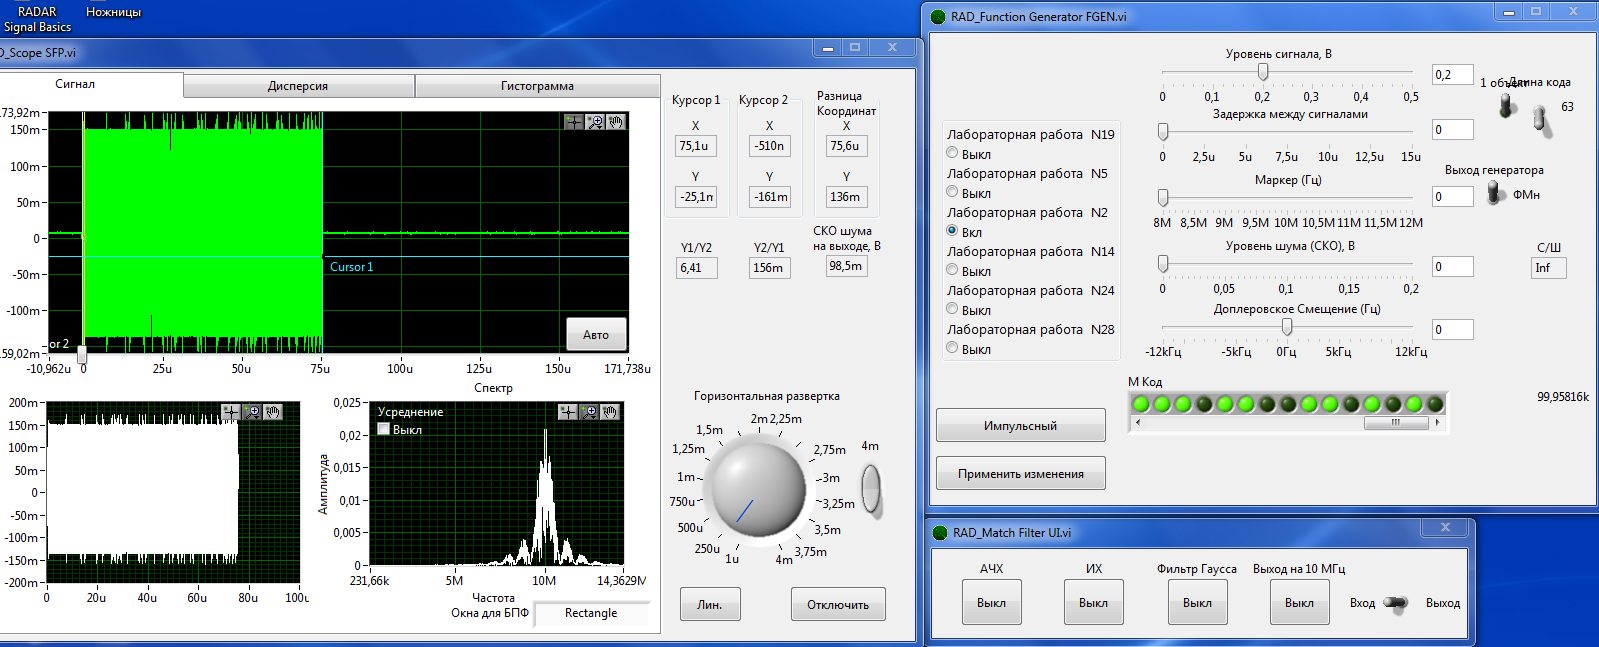 RADAR
Signal Basics
Ножницы
D_Scope SFP.vi
Сигнал
Дисперсия
Гистограмма
173,92m
150m
100m
50m
0
-50m
-100m
159,02m
Cursor 1
or 2
Авто
-10,962u 0 25u 50u 75u 100u 125u 150u 171,738u
Спектр
Курсор 1
X
75,1u
Y
-25,1m
Курсор 2
X
-510n
Y
-161m
Разница
Координат
X
75,6u
Y
136m
Y1/Y2
6,41
Y2/Y1
156m
СКО шума
на выходе, В
98,5m
200m
150m
100m
50m
0
-50m
-100m
-150m
-200m
0 20u 40u 60u 80u 100u
Амплитуда
0,025
0,02
0,015
0,01
0,005
0
Усреднение
Выкл
231,66k 5M 10M 14,3629M
Частота
Окна для БПФ
Rectangle
Горизонтальная развертка
1u
250u
500u
750u
1m
1,25m
1,5m
2m
2,25m
2,75m
3m
3,25m
3,5m
3,75m
4m
4m
Лин.
Отключить
RAD_Function Generator FGEN.vi
Лабораторная работа N19
Выкл
Лабораторная работа N5
Выкл
Лабораторная работа N2
Вкл
Лабораторная работа N14
Выкл
Лабораторная работа N24
Выкл
Лабораторная работа N28
Выкл
Импульсный
Применить изменения
Уровень сигнала, В
0,2
0 0,1 0,2 0,3 0,4 0,5
Задержка между сигналами
0
0 2,5u 5u 7,5u 10u 12,5u 15u
Маркер (Гц)
0
8M 8,5M 9M 9,5M 10M 10,5M 11M 11,5M 12M
Уровень шума (СКО), В
0
0 0,05 0,1 0,15 0,2
Доплеровское Смещение (Гц)
0
-12кГц -5кГц 0Гц 5кГц 12кГц
1 объект
Длина кода
63
Выход генератора
ФМн
С/Ш
Inf
М Код
99,95816k
RAD_Match Filter UI.vi
АЧХ
Выкл
ИХ
Выкл
Фильтр Гаусса
Выкл
Выход на 10 МГц
Выкл
Вход
Выход